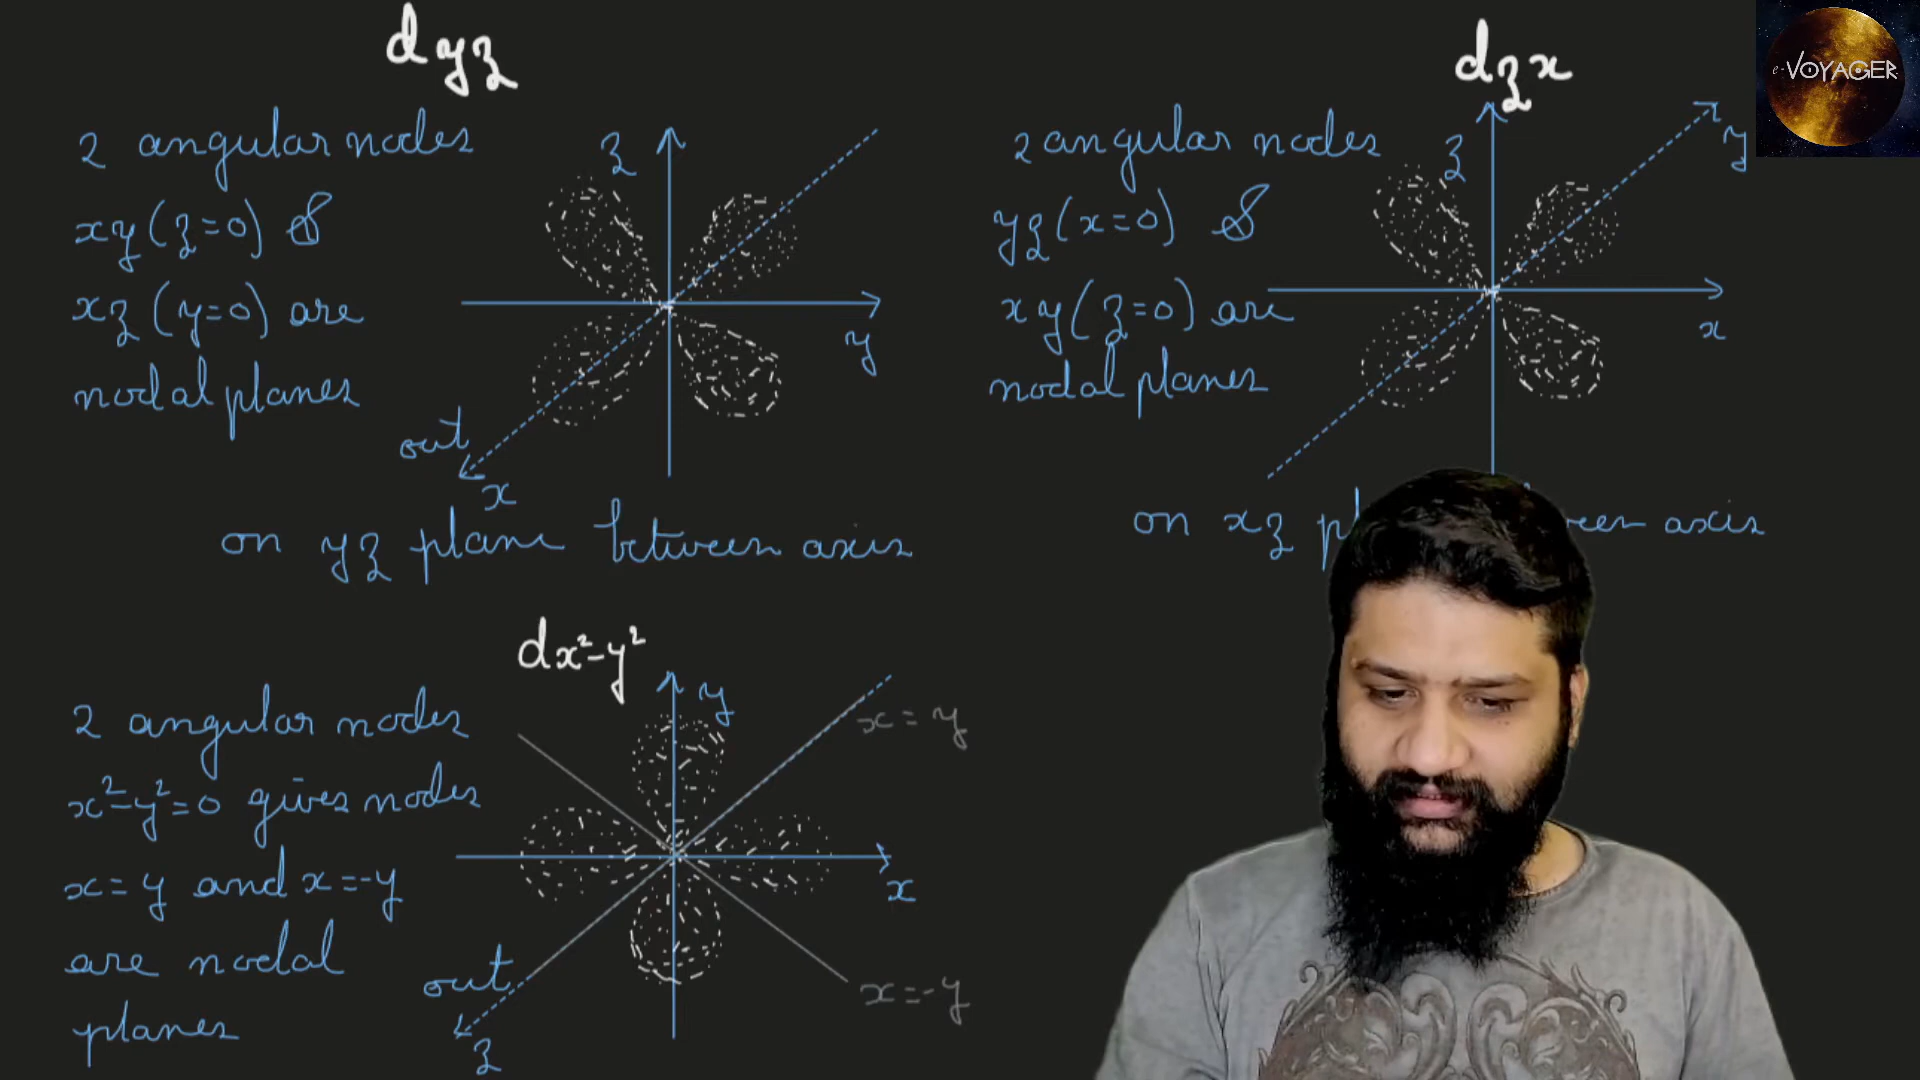 dyz
2 angular nodes
xy (z=0) &
xz (y=0) are
nodal planes
z
y
out
x
on yz plane between axis
dzx
2 angular nodes
yz (x=0) &
xy (z=0) are
nodal planes
z
y
x
on xz axis
dx²-y²
2 angular nodes
x²-y²=0 gives nodes
x=y and x=-y
are nodal
planes
y
x=y
x
out
z
x=-y
e-VOYAGER